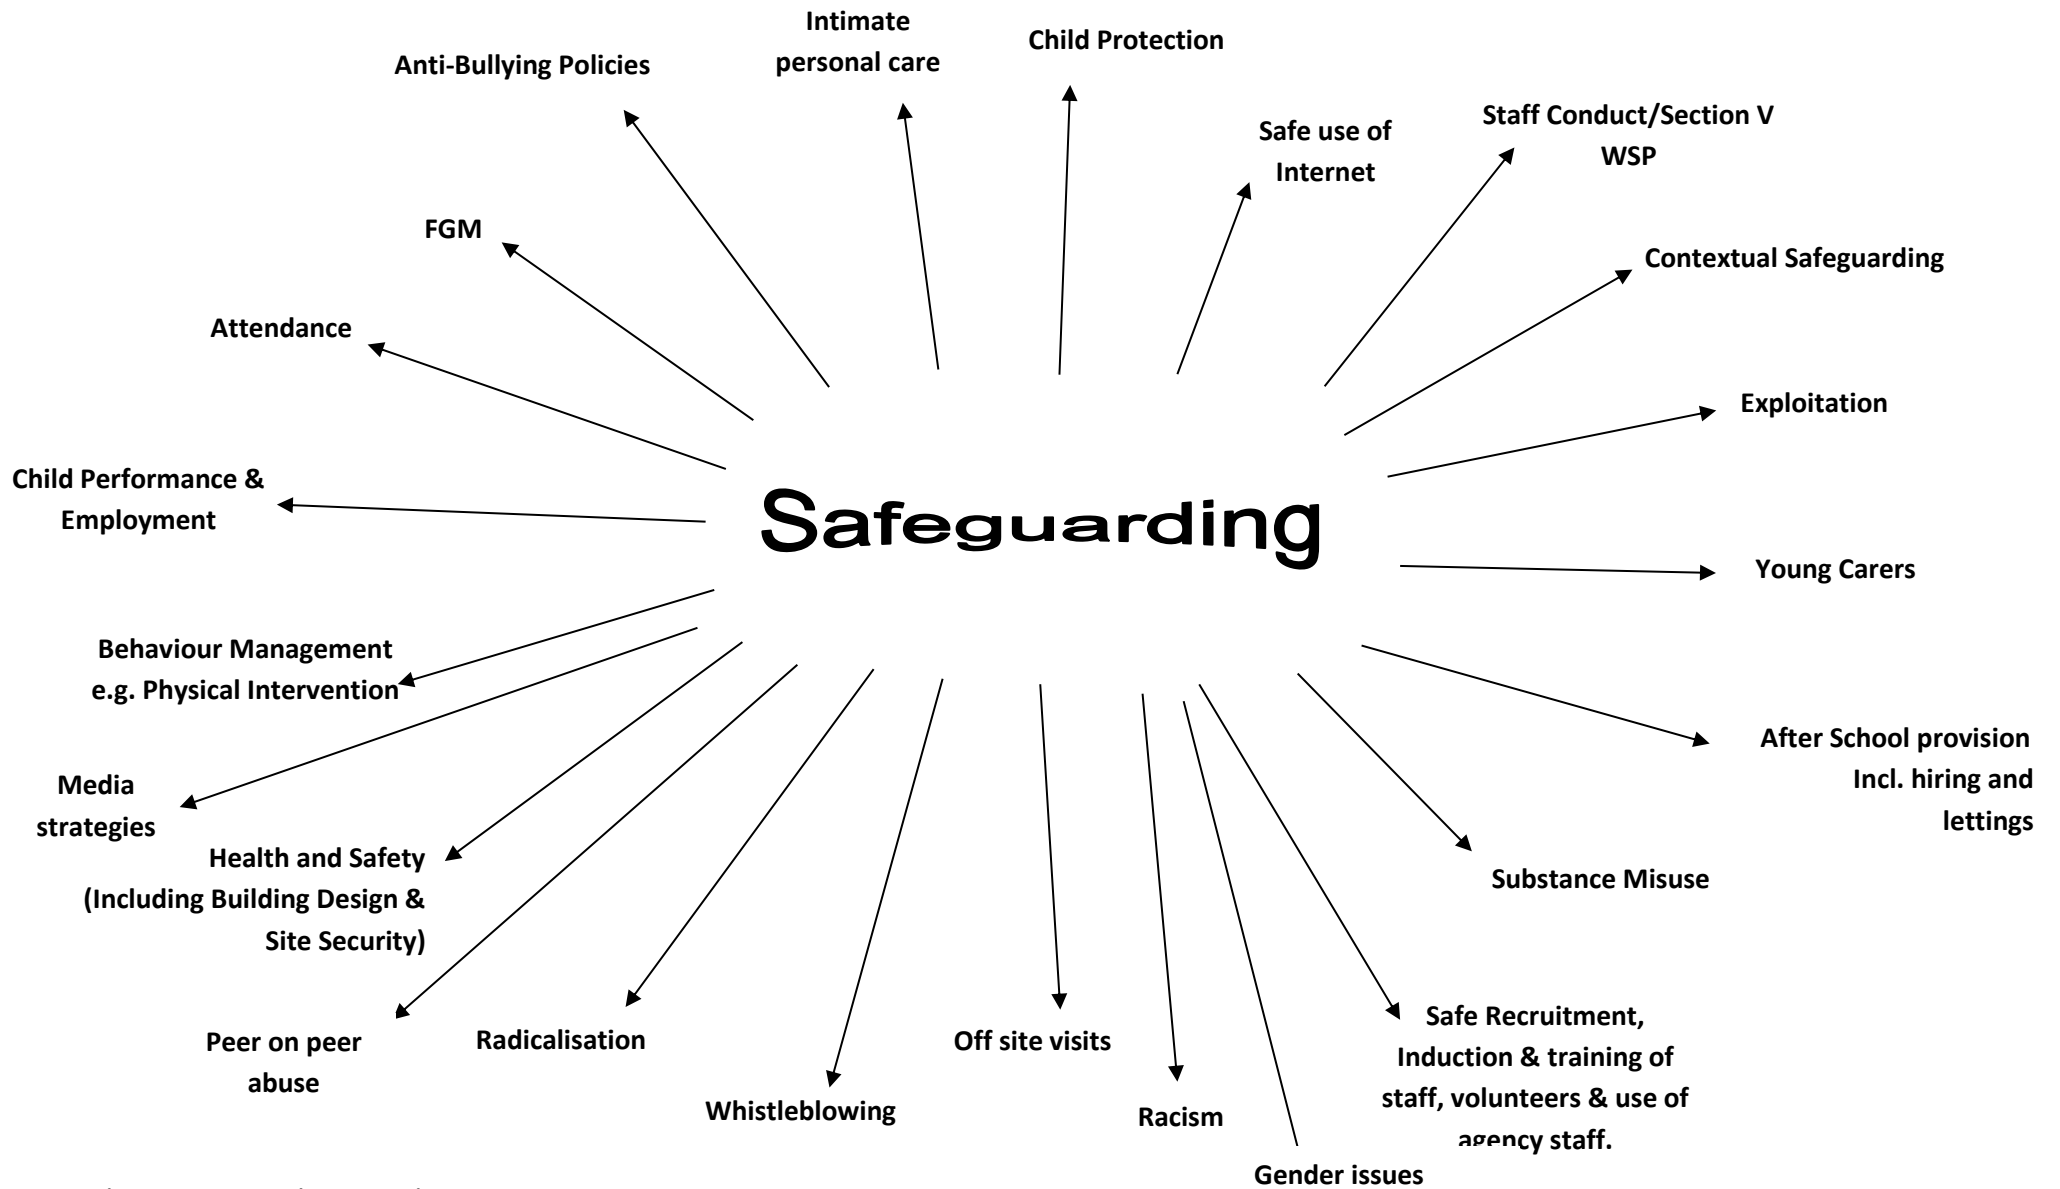 Intimate
personal care
Child Protection
Anti-Bullying Policies
Safe use of
Internet
Staff Conduct/Section V
WSP
FGM
Contextual Safeguarding
Attendance
Exploitation
Child Performance &
Employment
Safeguarding
Young Carers
Behaviour Management
e.g. Physical Intervention
After School provision
Incl. hiring and
lettings
Media
strategies
Health and Safety
(Including Building Design &
Site Security)
Substance Misuse
Peer on peer
abuse
Radicalisation
Whistleblowing
Off site visits
Racism
Safe Recruitment,
Induction & training of
staff, volunteers & use of
agency staff.
Gender issues